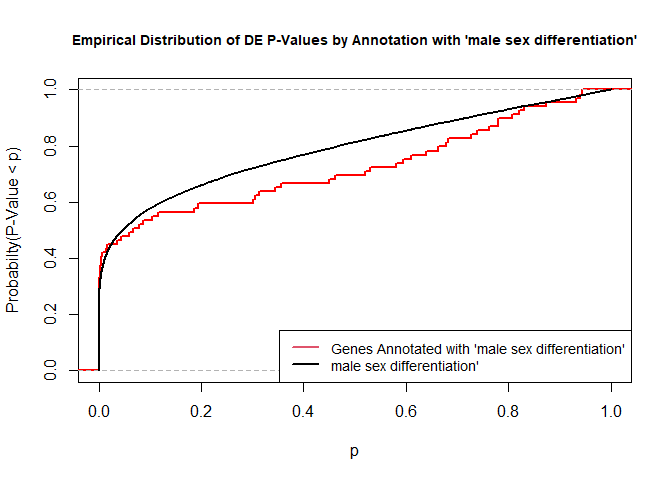 Empirical Distribution of DE P-Values by Annotation with 'male sex differentiation'
Probabilty(P-Value < p)
1.0
0.8
0.6
0.4
0.2
0.0
Genes Annotated with 'male sex differentiation'
male sex differentiation'
0.0 0.2 0.4 0.6 0.8 1.0
p